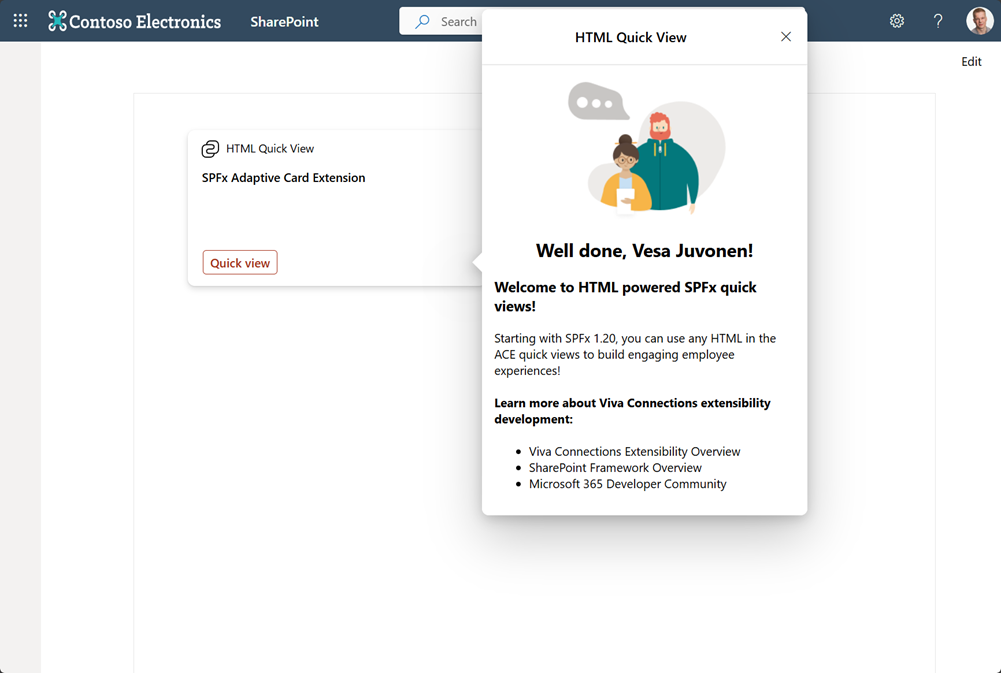 Contoso Electronics
SharePoint
Search
HTML Quick View
Edit
HTML Quick View
SPFx Adaptive Card Extension
Quick view
Well done, Vesa Juvonen!
Welcome to HTML powered SPFx quick
views!
Starting with SPFx 1.20, you can use any HTML in the
ACE quick views to build engaging employee
experiences!
Learn more about Viva Connections extensibility
development:
Viva Connections Extensibility Overview
SharePoint Framework Overview
Microsoft 365 Developer Community